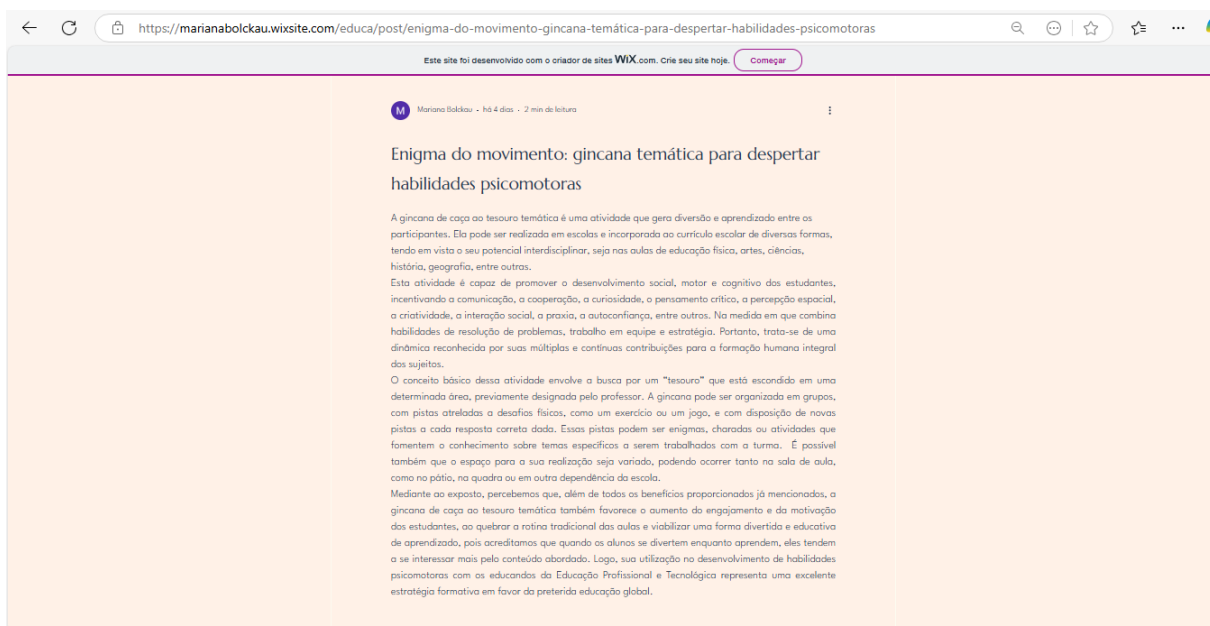 https://marianabolckau.wixsite.com/educa/post/enigma-do-movimento-gincana-temática-para-despertar-habilidades-psicomotoras
Este site foi desenvolvido com o criador de sites WiX.com. Crie seu site hoje. Começar
M Mariana Bolckau • há 4 dias • 2 min de leitura
Enigma do movimento: gincana temática para despertar
habilidades psicomotoras
A gincana de caça ao tesouro temática é uma atividade que gera diversão e aprendizado entre os
participantes. Ela pode ser realizada em escolas e incorporada ao currículo escolar de diversas formas,
tendo em vista o seu potencial interdisciplinar, seja nas aulas de educação física, artes, ciências,
história, geografia, entre outras.
Esta atividade é capaz de promover o desenvolvimento social, motor e cognitivo dos estudantes,
incentivando a comunicação, a cooperação, a curiosidade, o pensamento crítico, a percepção espacial,
a criatividade, a interação social, a praxia, a autoconfiança, entre outros. Na medida em que combina
habilidades de resolução de problemas, trabalho em equipe e estratégia. Portanto, trata-se de uma
dinâmica reconhecida por suas múltiplas e contínuas contribuições para a formação humana integral
dos sujeitos.
O conceito básico dessa atividade envolve a busca por um "tesouro" que está escondido em uma
determinada área, previamente designada pelo professor. A gincana pode ser organizada em grupos,
com pistas atreladas a desafios físicos, como um exercício ou um jogo, e com disposição de novas
pistas a cada resposta correta dada. Essas pistas podem ser enigmas, charadas ou atividades que
fomentem o conhecimento sobre temas específicos a serem trabalhados com a turma. É possível
também que o espaço para a sua realização seja variado, podendo ocorrer tanto na sala de aula,
como no pátio, na quadra ou em outra dependência da escola.
Mediante ao exposto, percebemos que, além de todos os benefícios proporcionados já mencionados, a
gincana de caça ao tesouro temática também favorece o aumento do engajamento e da motivação
dos estudantes, ao quebrar a rotina tradicional das aulas e viabilizar uma forma divertida e educativa
de aprendizado, pois acreditamos que quando os alunos se divertem enquanto aprendem, eles tendem
a se interessar mais pelo conteúdo abordado. Logo, sua utilização no desenvolvimento de habilidades
psicomotoras com os educandos da Educação Profissional e Tecnológica representa uma excelente
estratégia formativa em favor da preterida educação global.